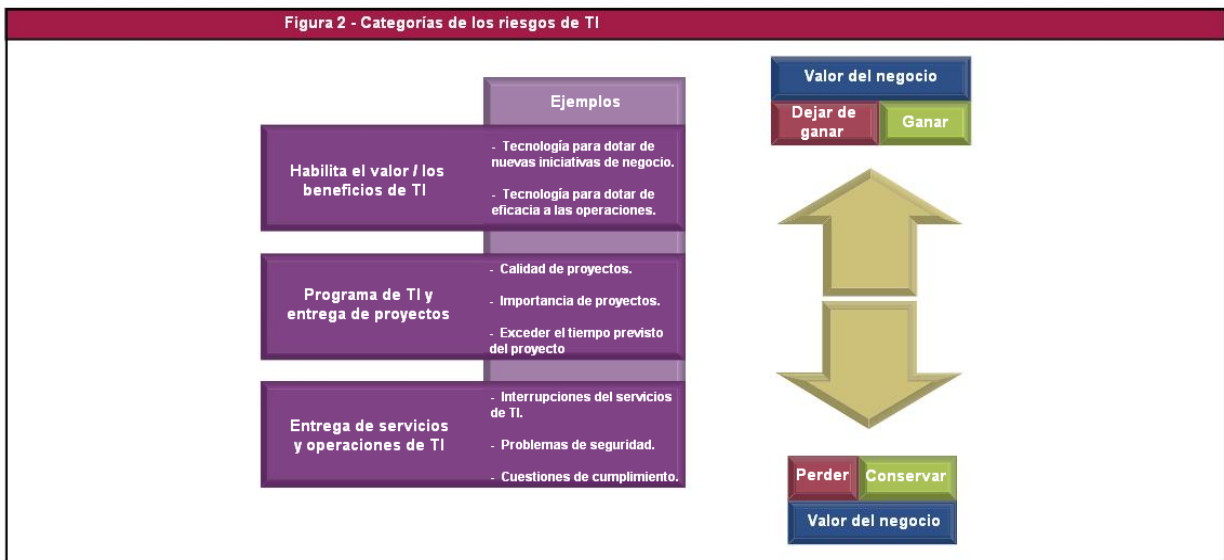 Figura 2 - Categorías de los riesgos de TI
Ejemplos
Habilita el valor / los
beneficios de TI
- Tecnología para dotar de
nuevas iniciativas de negocio.
- Tecnología para dotar de
eficacia a las operaciones.
Programa de TI y
entrega de proyectos
- Calidad de proyectos.
- Importancia de proyectos.
- Exceder el tiempo previsto
del proyecto
Entrega de servicios
y operaciones de TI
- Interrupciones del servicios
de TI.
- Problemas de seguridad.
- Cuestiones de cumplimiento.
Valor del negocio
Dejar de
ganar
Ganar
Perder
Conservar
Valor del negocio